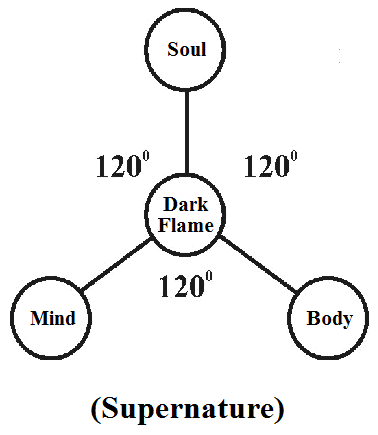 Soul
120⁰ 120⁰
Dark
Flame
120⁰
Mind Body
(Supernature)